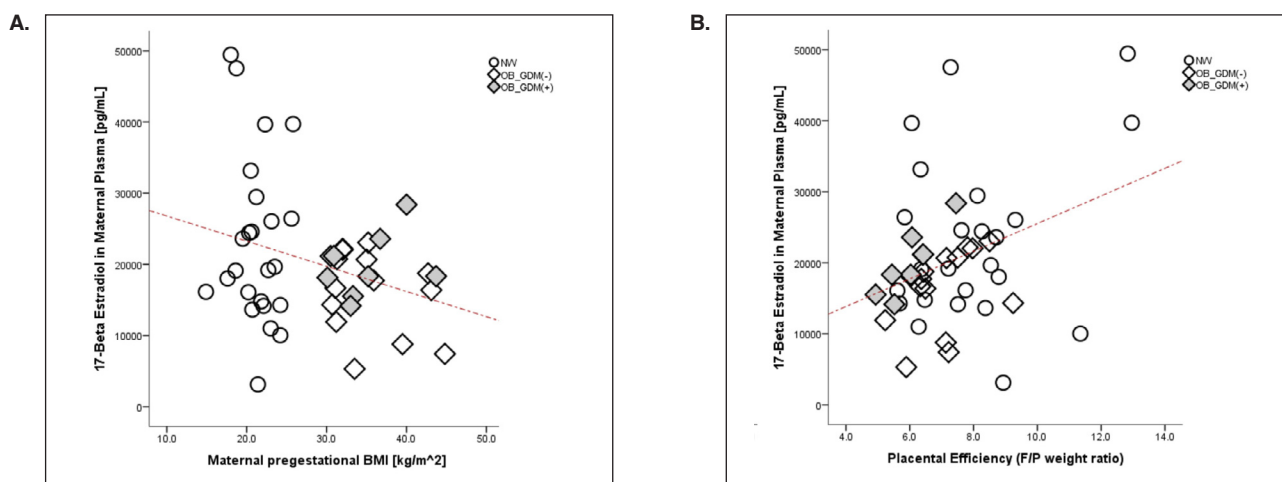 A.
17-Beta Estradiol in Maternal Plasma [pg/mL]
50000
40000
30000
20000
10000
0
NW
OB_GDM(-)
OB_GDM(+)
10.0
20.0
30.0
40.0
50.0
Maternal pregestational BMI [kg/m^2]
B.
17-Beta Estradiol in Maternal Plasma [pg/mL]
50000
40000
30000
20000
10000
0
NW
OB_GDM(-)
OB_GDM(+)
4.0
6.0
8.0
10.0
12.0
14.0
Placental Efficiency (F/P weight ratio)